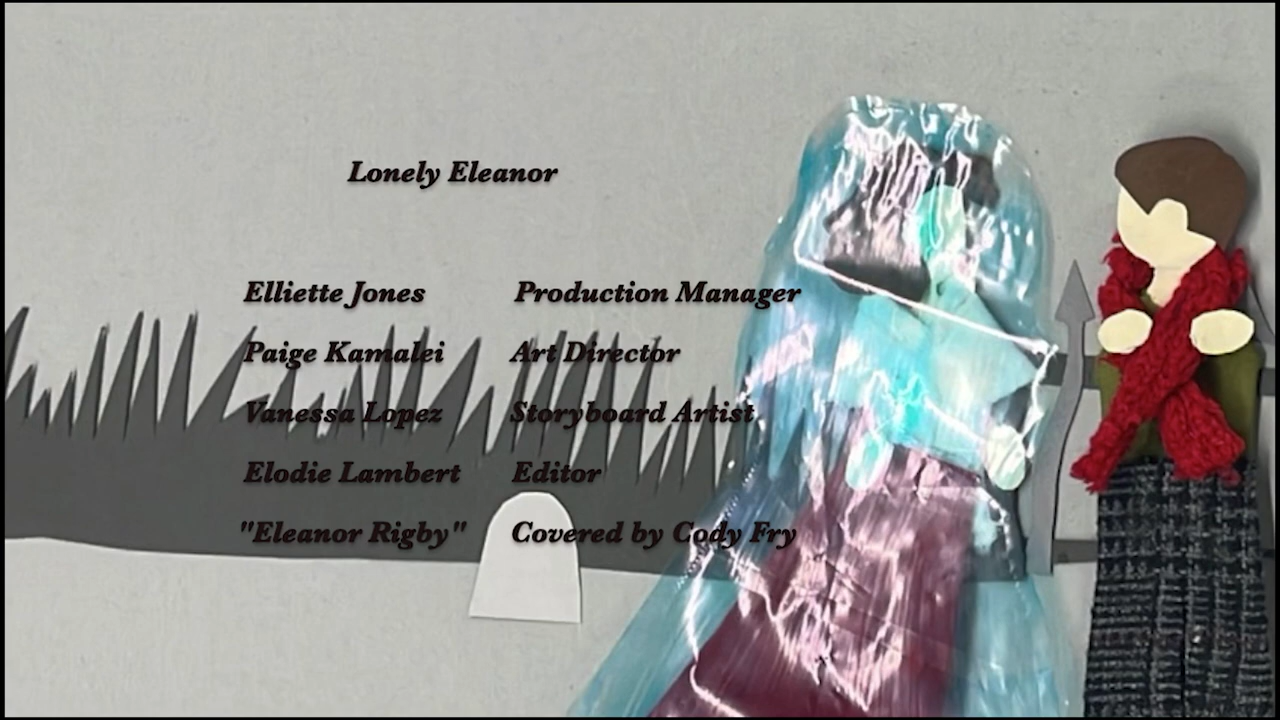 Lonely Eleanor
Elliette Jones Production Manager
Paige Kamalei Art Director
Vanessa Lopez Storyboard Artist
Elodie Lambert Editor
"Eleanor Rigby" Covered by Cody Fry